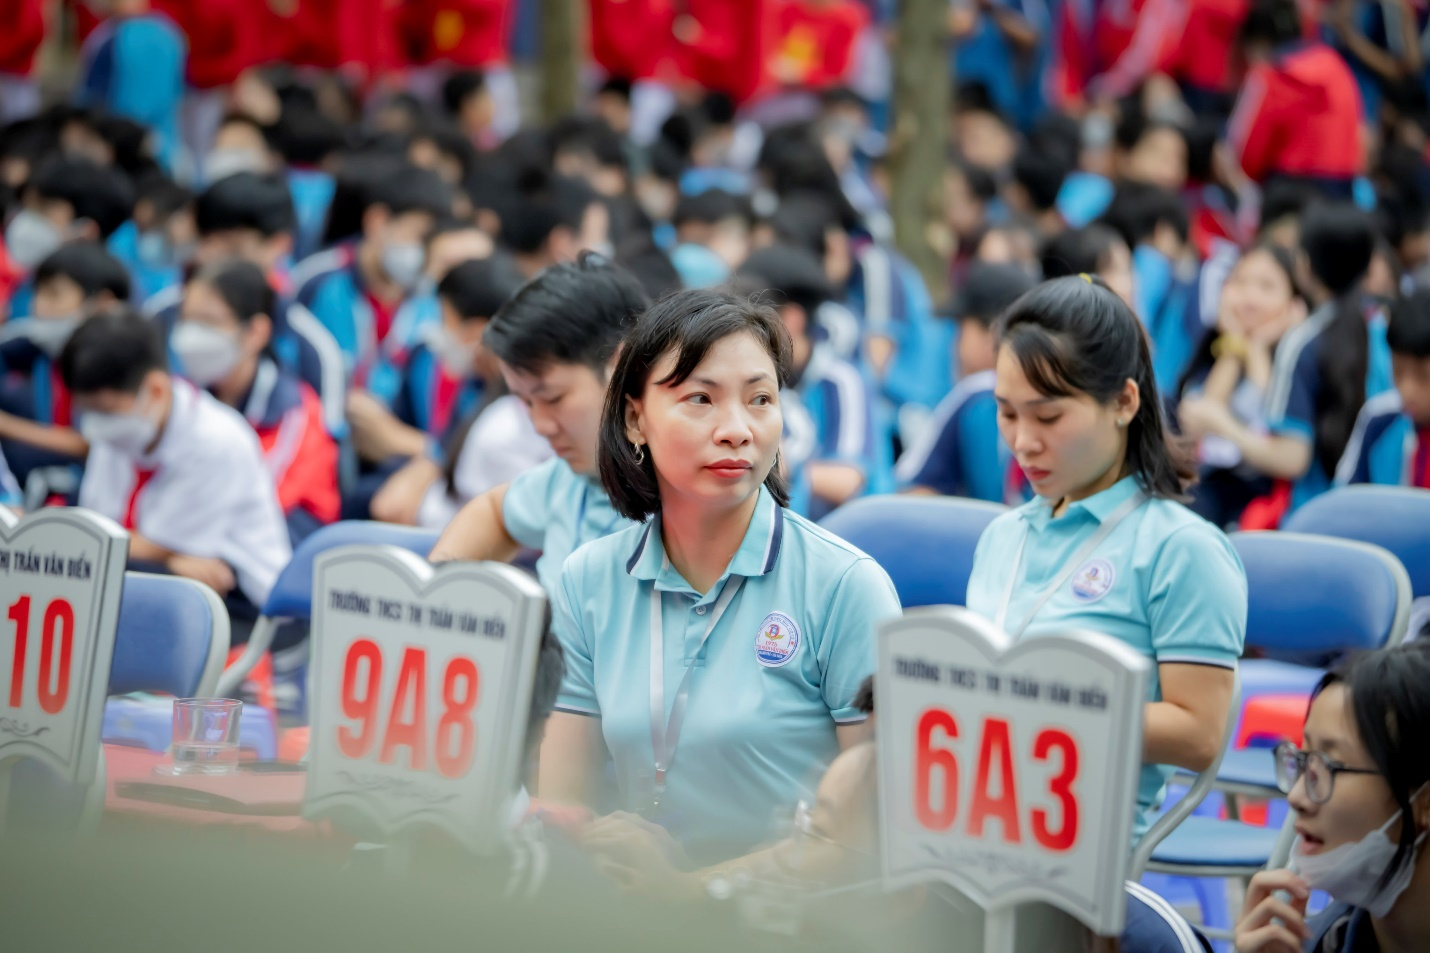 THỊ TRẤN VĂN ĐIỂN
10
TRƯỜNG THCS THỊ TRẤN VĂN ĐIỂN
9A8
TRƯỜNG THCS THỊ TRẤN VĂN ĐIỂN
6A3